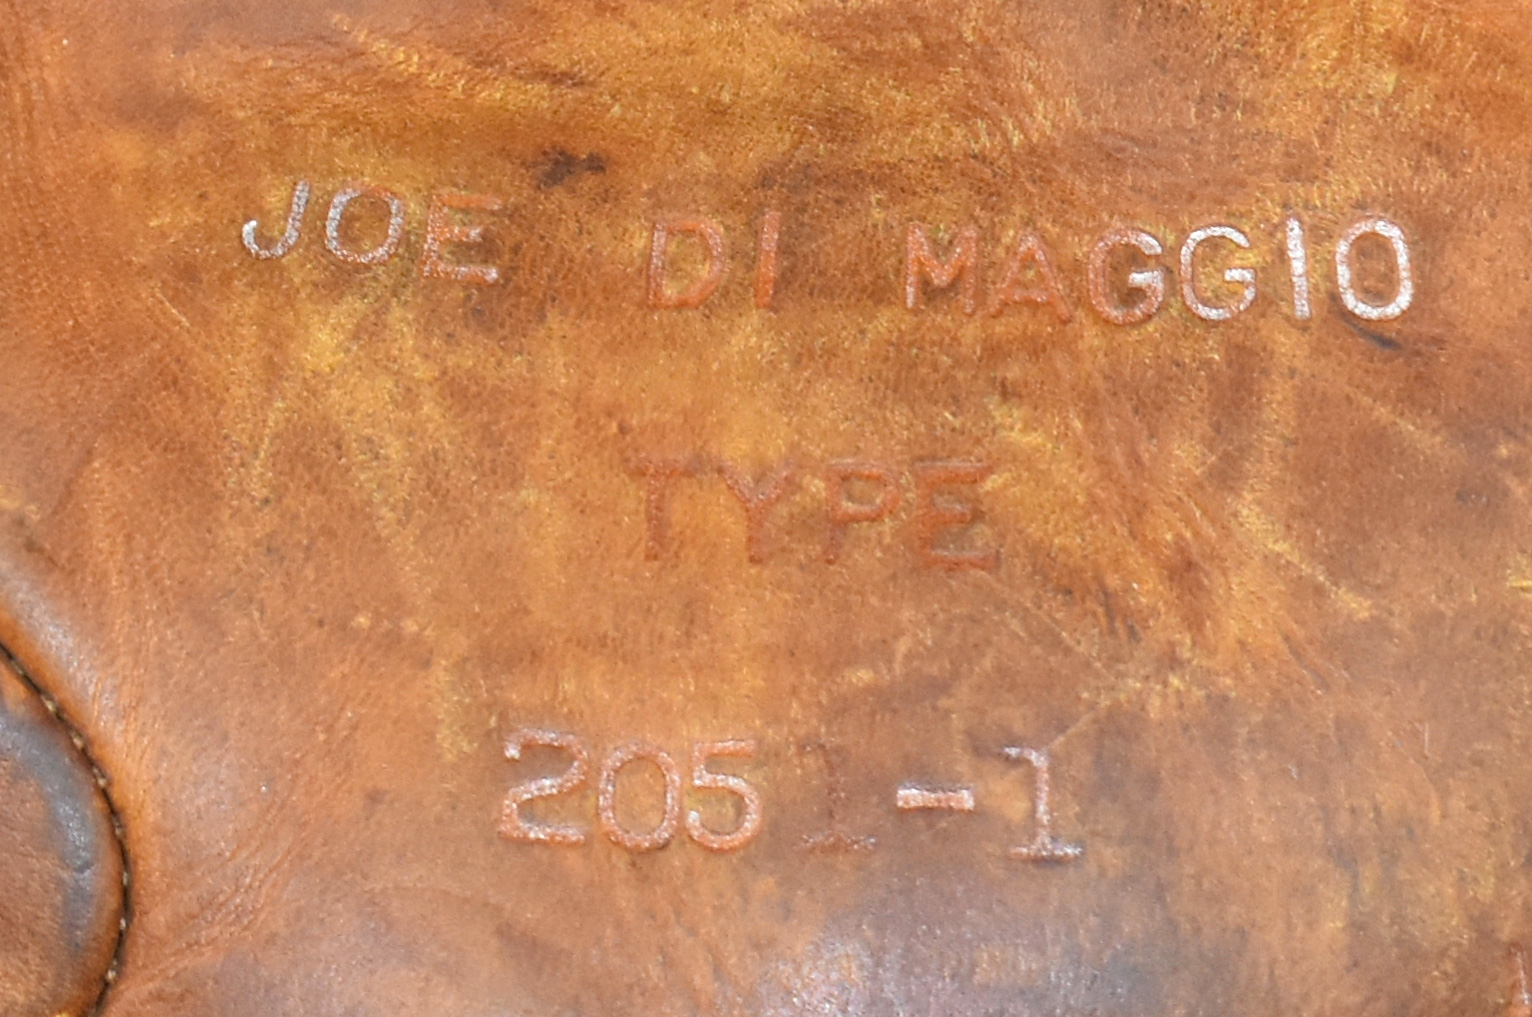 JOE DI MAGGIO
TYPE
2051-1